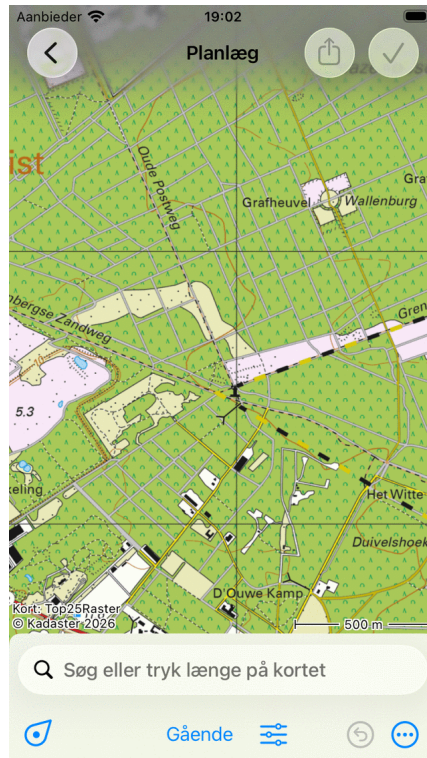 Aanbieder 19:02
Planlæg
ist
Oude Postweg
Grafheuvel
Wallenburg
Gra
nbergse Zandweg
Gren
5.3
keling
Het Witte
Duivelshoek
D'Ouwe Kamp
Kort: Top25Raster
© Kadaster 2026
500 m
Søg eller tryk længe på kortet
Gående